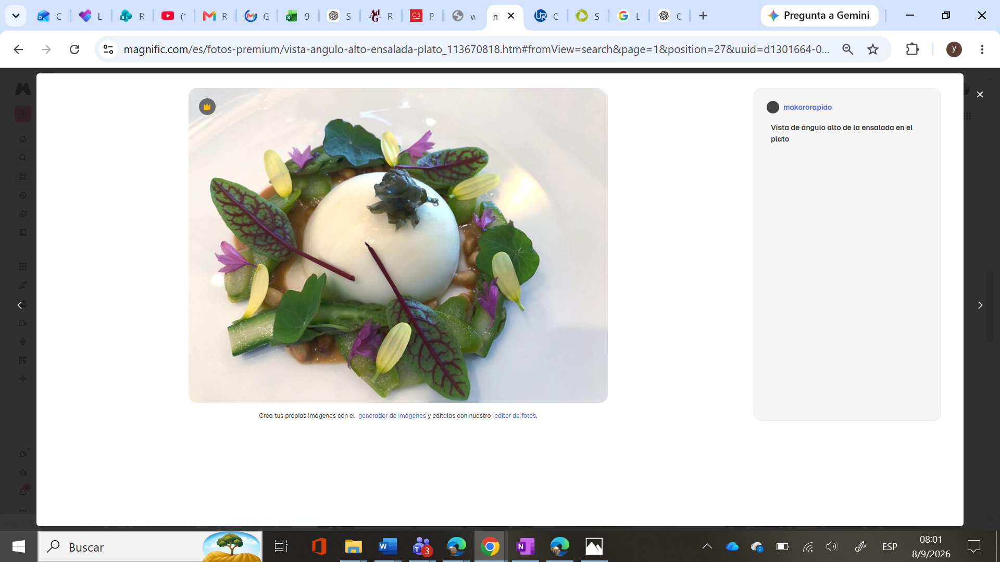 C
L
R
(
R
G
9
S
R
P
w
C
S
L
C
Pregunta a Gemini
magnific.com/es/fotos-premium/vista-angulo-alto-ensalada-plato_113670818.htm#fromView=search&page=1&position=27&uuid=d1301664-0...
y
mokororapido
Vista de ángulo alto de la ensalada en el
plato
Crea tus propias imágenes con el generador de imágenes y edítalas con nuestro editor de fotos.
Buscar
3
ESP
08:01
8/9/2026